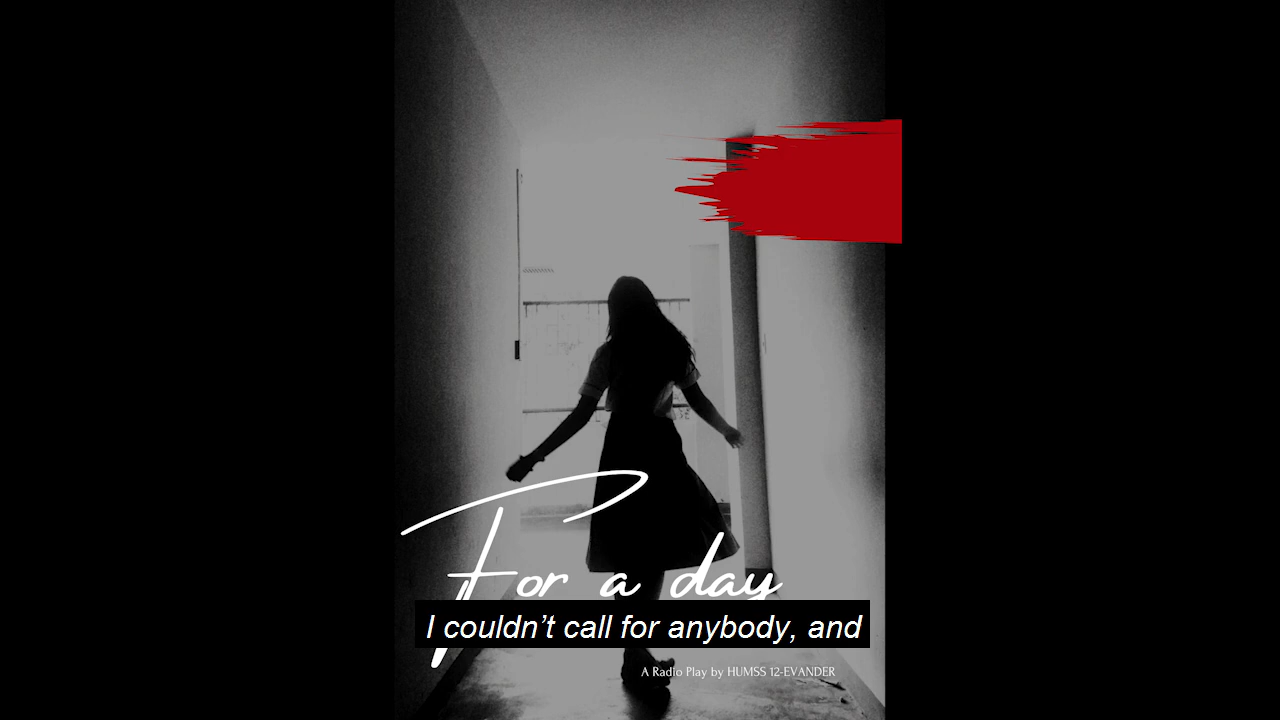 For a day
I couldn't call for anybody, and
A Radio Play by HUMSS 12-EVANDER